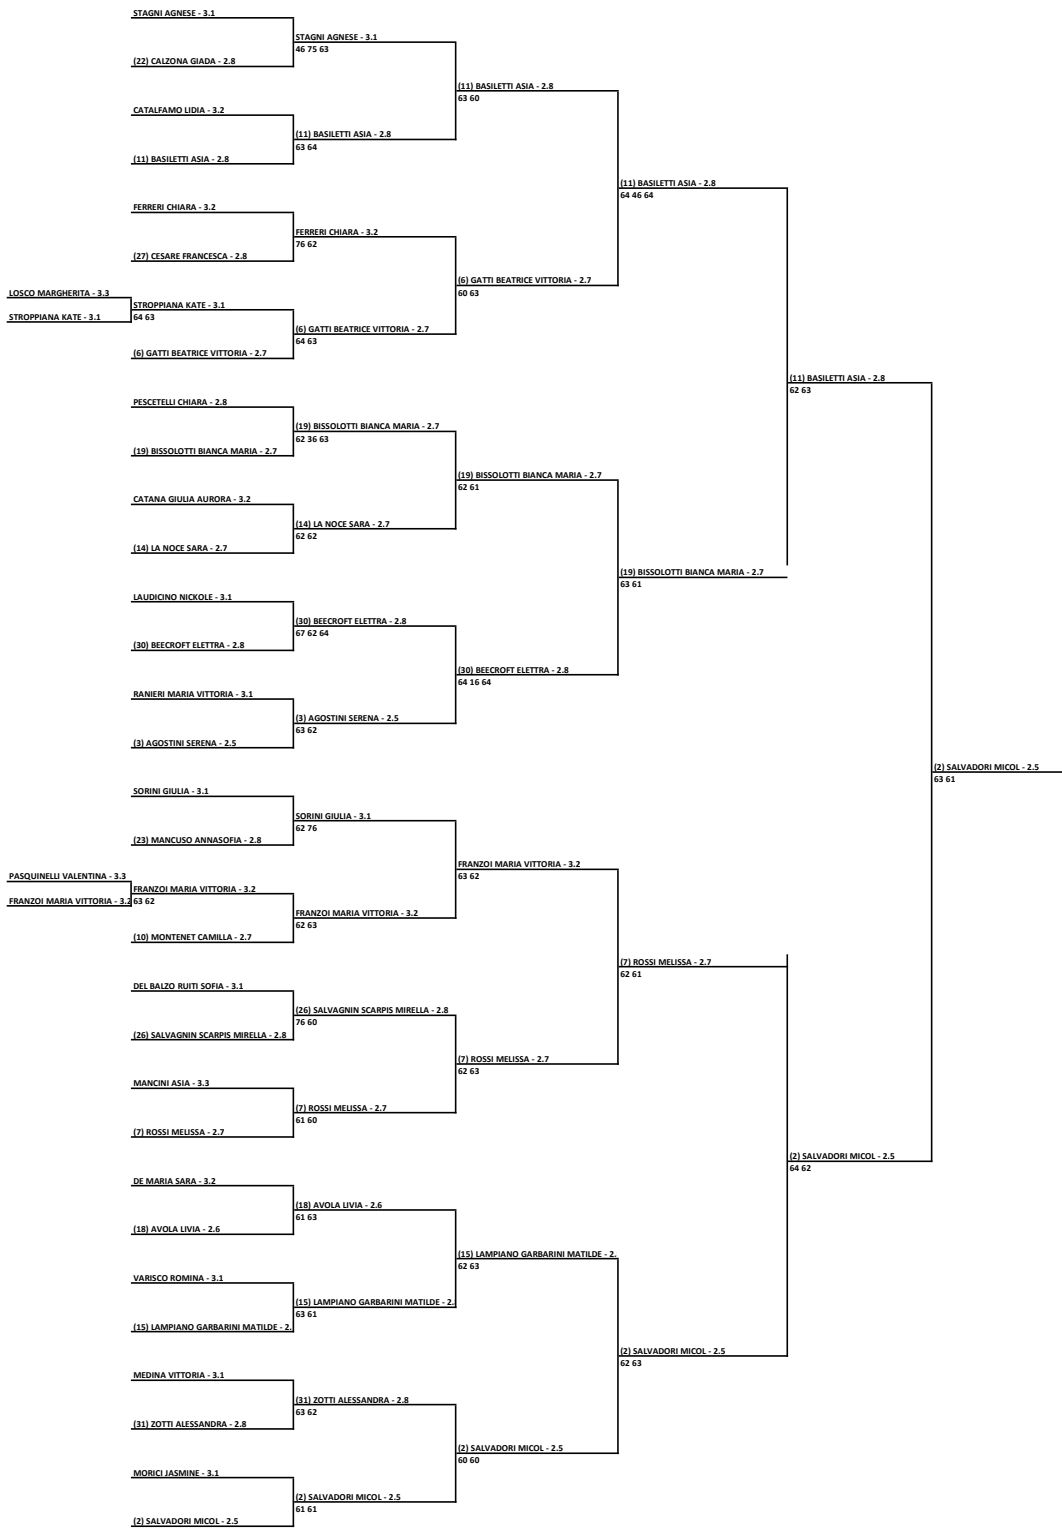 STAGNI AGNESE - 3.1
STAGNI AGNESE - 3.1
46 75 63
(22) CALZONA GIADA - 2.8
(11) BASILETTI ASIA - 2.8
63 60
CATALFAMO LIDIA - 3.2
(11) BASILETTI ASIA - 2.8
63 64
(11) BASILETTI ASIA - 2.8
(11) BASILETTI ASIA - 2.8
64 46 64
FERRERI CHIARA - 3.2
FERRERI CHIARA - 3.2
76 62
(27) CESARE FRANCESCA - 2.8
(6) GATTI BEATRICE VITTORIA - 2.7
60 63
LOSCO MARGHERITA - 3.3
STROPPIANA KATE - 3.1
64 63
STROPPIANA KATE - 3.1
(6) GATTI BEATRICE VITTORIA - 2.7
64 63
(6) GATTI BEATRICE VITTORIA - 2.7
(11) BASILETTI ASIA - 2.8
62 63
PESCETELLI CHIARA - 2.8
(19) BISSOLOTTI BIANCA MARIA - 2.7
62 36 63
(19) BISSOLOTTI BIANCA MARIA - 2.7
(19) BISSOLOTTI BIANCA MARIA - 2.7
62 61
CATANA GIULIA AURORA - 3.2
(14) LA NOCE SARA - 2.7
62 62
(14) LA NOCE SARA - 2.7
(19) BISSOLOTTI BIANCA MARIA - 2.7
63 61
LAUDICINO NICKOLE - 3.1
(30) BEECROFT ELETTRA - 2.8
67 62 64
(30) BEECROFT ELETTRA - 2.8
(30) BEECROFT ELETTRA - 2.8
64 16 64
RANIERI MARIA VITTORIA - 3.1
(3) AGOSTINI SERENA - 2.5
63 62
(3) AGOSTINI SERENA - 2.5
(2) SALVADORI MICOL - 2.5
63 61
SORINI GIULIA - 3.1
SORINI GIULIA - 3.1
62 76
(23) MANCUSO ANNASOFIA - 2.8
FRANZOI MARIA VITTORIA - 3.2
63 62
PASQUINELLI VALENTINA - 3.3
FRANZOI MARIA VITTORIA - 3.2
FRANZOI MARIA VITTORIA - 3.2
63 62
FRANZOI MARIA VITTORIA - 3.2
62 63
(10) MONTENET CAMILLA - 2.7
(7) ROSSI MELISSA - 2.7
62 61
DEL BALZO RUITI SOFIA - 3.1
(26) SALVAGNIN SCARPIS MIRELLA - 2.8
76 60
(26) SALVAGNIN SCARPIS MIRELLA - 2.8
(7) ROSSI MELISSA - 2.7
62 63
MANCINI ASIA - 3.3
(7) ROSSI MELISSA - 2.7
61 60
(7) ROSSI MELISSA - 2.7
(2) SALVADORI MICOL - 2.5
64 62
DE MARIA SARA - 3.2
(18) AVOLA LIVIA - 2.6
61 63
(18) AVOLA LIVIA - 2.6
(15) LAMPIANO GARBARINI MATILDE - 2.
62 63
VARISCO ROMINA - 3.1
(15) LAMPIANO GARBARINI MATILDE - 2.
63 61
(15) LAMPIANO GARBARINI MATILDE - 2.
(2) SALVADORI MICOL - 2.5
62 63
MEDINA VITTORIA - 3.1
(31) ZOTTI ALESSANDRA - 2.8
63 62
(31) ZOTTI ALESSANDRA - 2.8
(2) SALVADORI MICOL - 2.5
60 60
MORICI JASMINE - 3.1
(2) SALVADORI MICOL - 2.5
61 61
(2) SALVADORI MICOL - 2.5